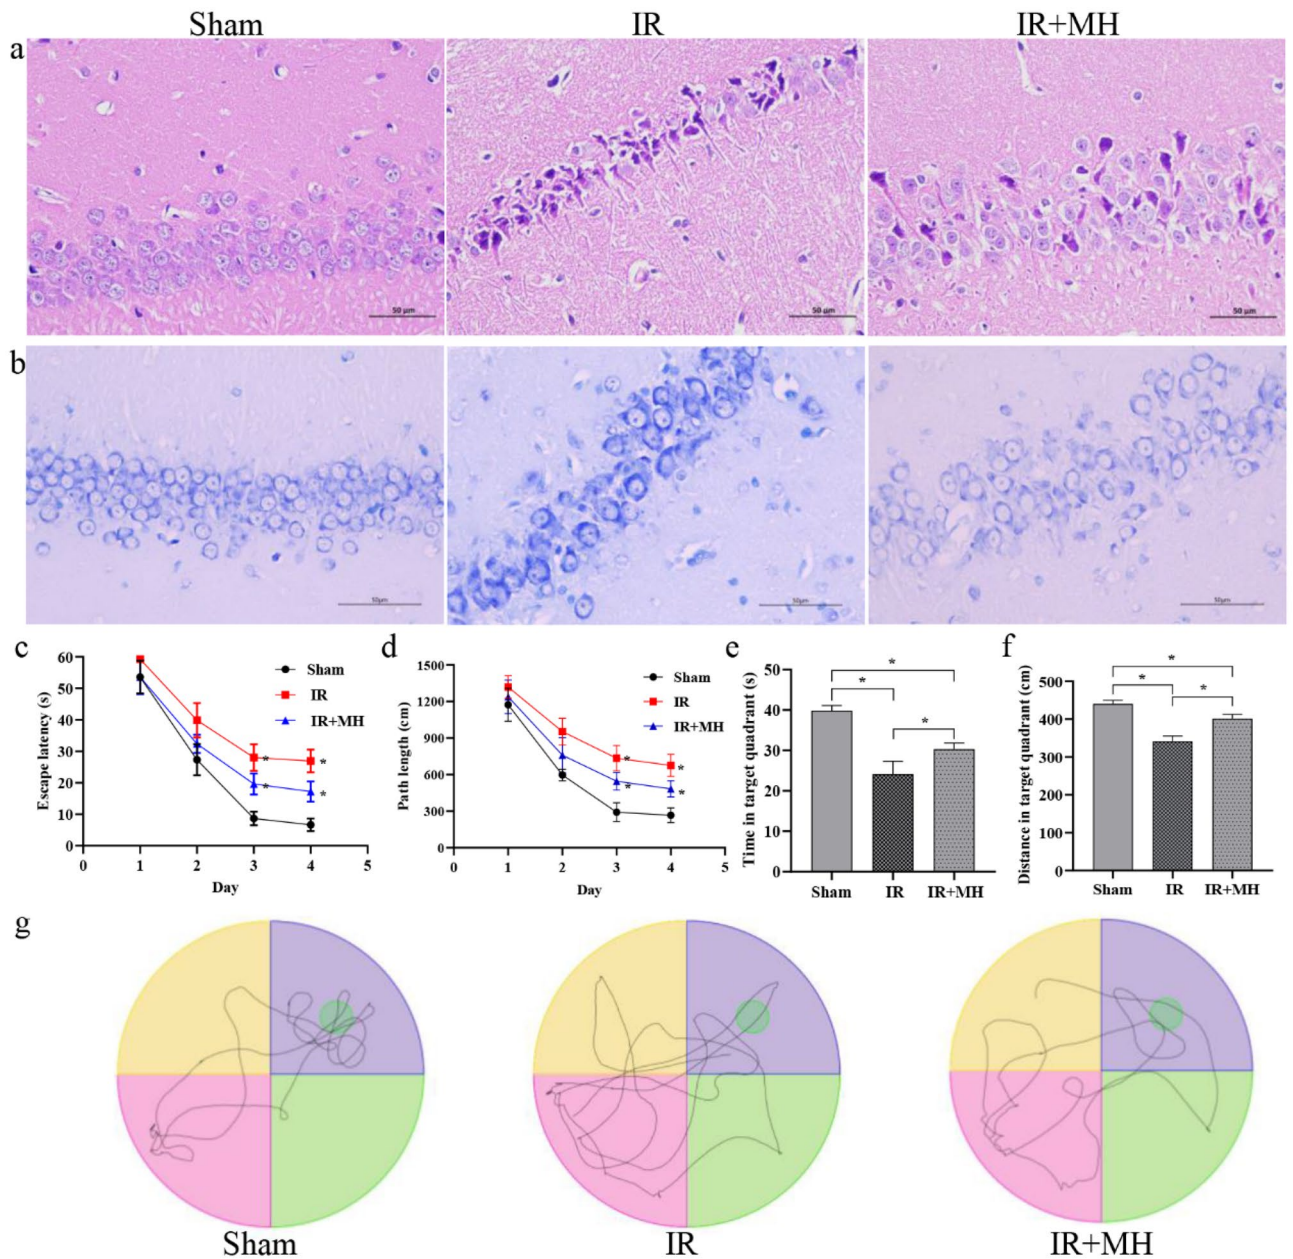 Sham IR IR+MH
a
50 µm 50 µm 50 µm
b
50µm 50µm 50µm
c
Escape latency (s)
60
50
40
30
20
10
0
0 1 2 3 4 5
Day
Sham
IR
IR+MH
* *
* *
d
Path length (cm)
1500
1200
900
600
300
0
0 1 2 3 4 5
Day
Sham
IR
IR+MH
* *
* *
e
Time in target quadrant (s)
50
40
30
20
10
0
*
*
*
Sham IR IR+MH
f
Distance in target quadrant (cm)
500
400
300
200
100
0
*
*
*
Sham IR IR+MH
g
Sham IR IR+MH